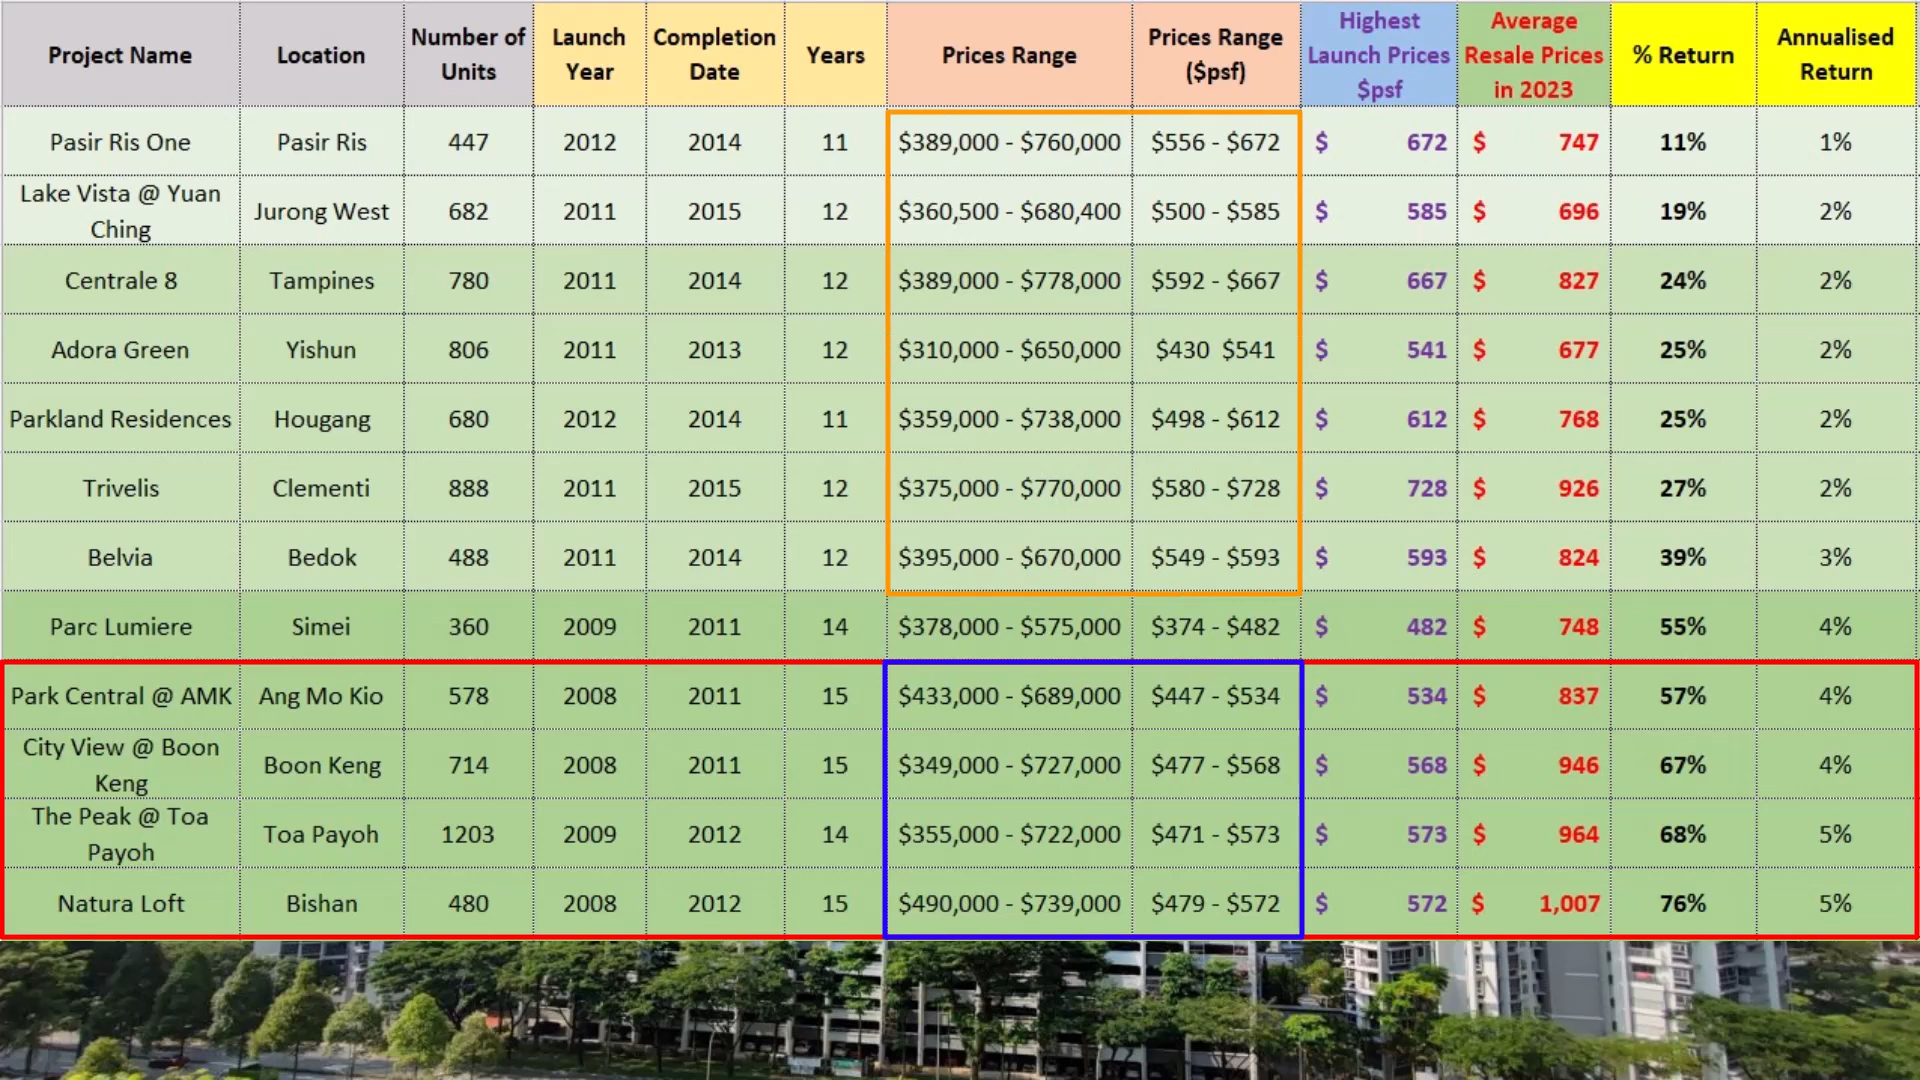 Project Name Location Number of Units Launch Year Completion Date Years Prices Range Prices Range ($psf) Highest Launch Prices $psf Average Resale Prices in 2023 % Return Annualised Return
Pasir Ris One Pasir Ris 447 2012 2014 11 $389,000 - $760,000 $556 - $672 $ 672 $ 747 11% 1%
Lake Vista @ Yuan Ching Jurong West 682 2011 2015 12 $360,500 - $680,400 $500 - $585 $ 585 $ 696 19% 2%
Centrale 8 Tampines 780 2011 2014 12 $389,000 - $778,000 $592 - $667 $ 667 $ 827 24% 2%
Adora Green Yishun 806 2011 2013 12 $310,000 - $650,000 $430 $541 $ 541 $ 677 25% 2%
Parkland Residences Hougang 680 2012 2014 11 $359,000 - $738,000 $498 - $612 $ 612 $ 768 25% 2%
Trivelis Clementi 888 2011 2015 12 $375,000 - $770,000 $580 - $728 $ 728 $ 926 27% 2%
Belvia Bedok 488 2011 2014 12 $395,000 - $670,000 $549 - $593 $ 593 $ 824 39% 3%
Parc Lumiere Simei 360 2009 2011 14 $378,000 - $575,000 $374 - $482 $ 482 $ 748 55% 4%
Park Central @ AMK Ang Mo Kio 578 2008 2011 15 $433,000 - $689,000 $447 - $534 $ 534 $ 837 57% 4%
City View @ Boon Keng Boon Keng 714 2008 2011 15 $349,000 - $727,000 $477 - $568 $ 568 $ 946 67% 4%
The Peak @ Toa Payoh Toa Payoh 1203 2009 2012 14 $355,000 - $722,000 $471 - $573 $ 573 $ 964 68% 5%
Natura Loft Bishan 480 2008 2012 15 $490,000 - $739,000 $479 - $572 $ 572 $ 1,007 76% 5%